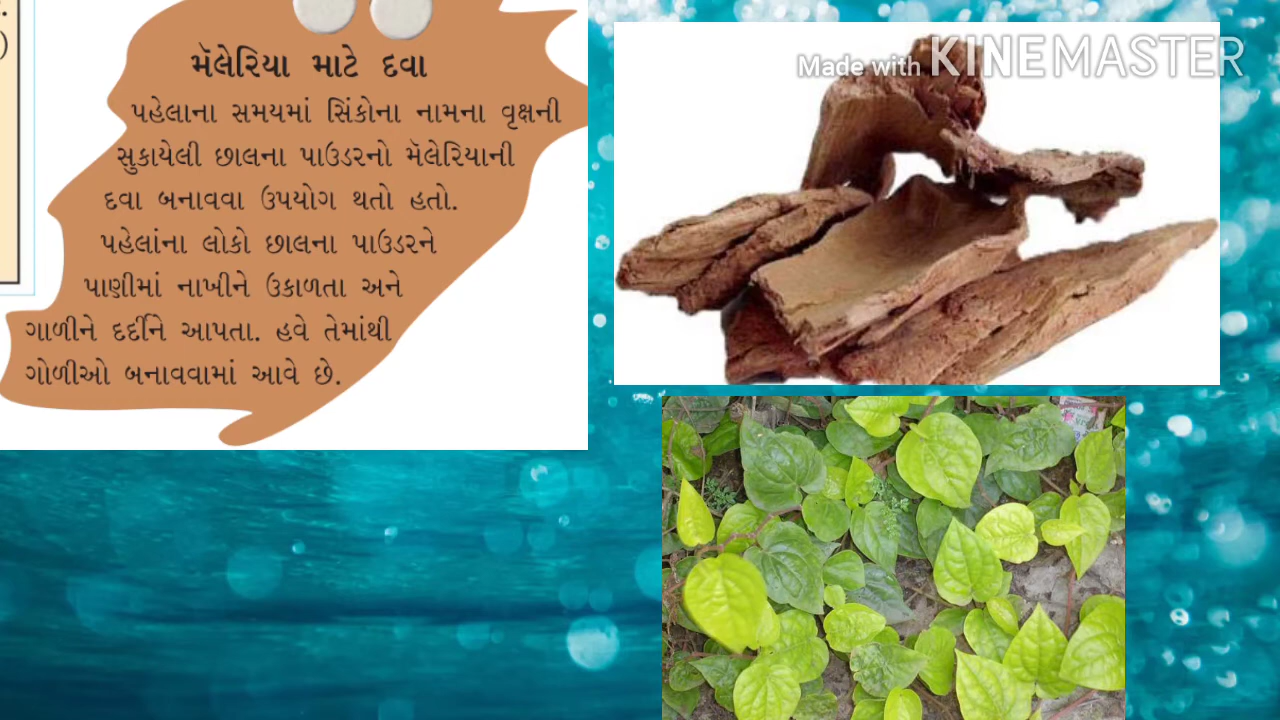 મૅલેરિયા માટે દવા
પહેલાના સમયમાં સિંકોના નામના વૃક્ષની
સુકાયેલી છાલના પાઉડરનો મૅલેરિયાની
દવા બનાવવા ઉપયોગ થતો હતો.
પહેલાંના લોકો છાલના પાઉડરને
પાણીમાં નાખીને ઉકાળતા અને
ગાળીને દર્દીને આપતા. હવે તેમાંથી
ગોળીઓ બનાવવામાં આવે છે.
Made with KINEMASTER